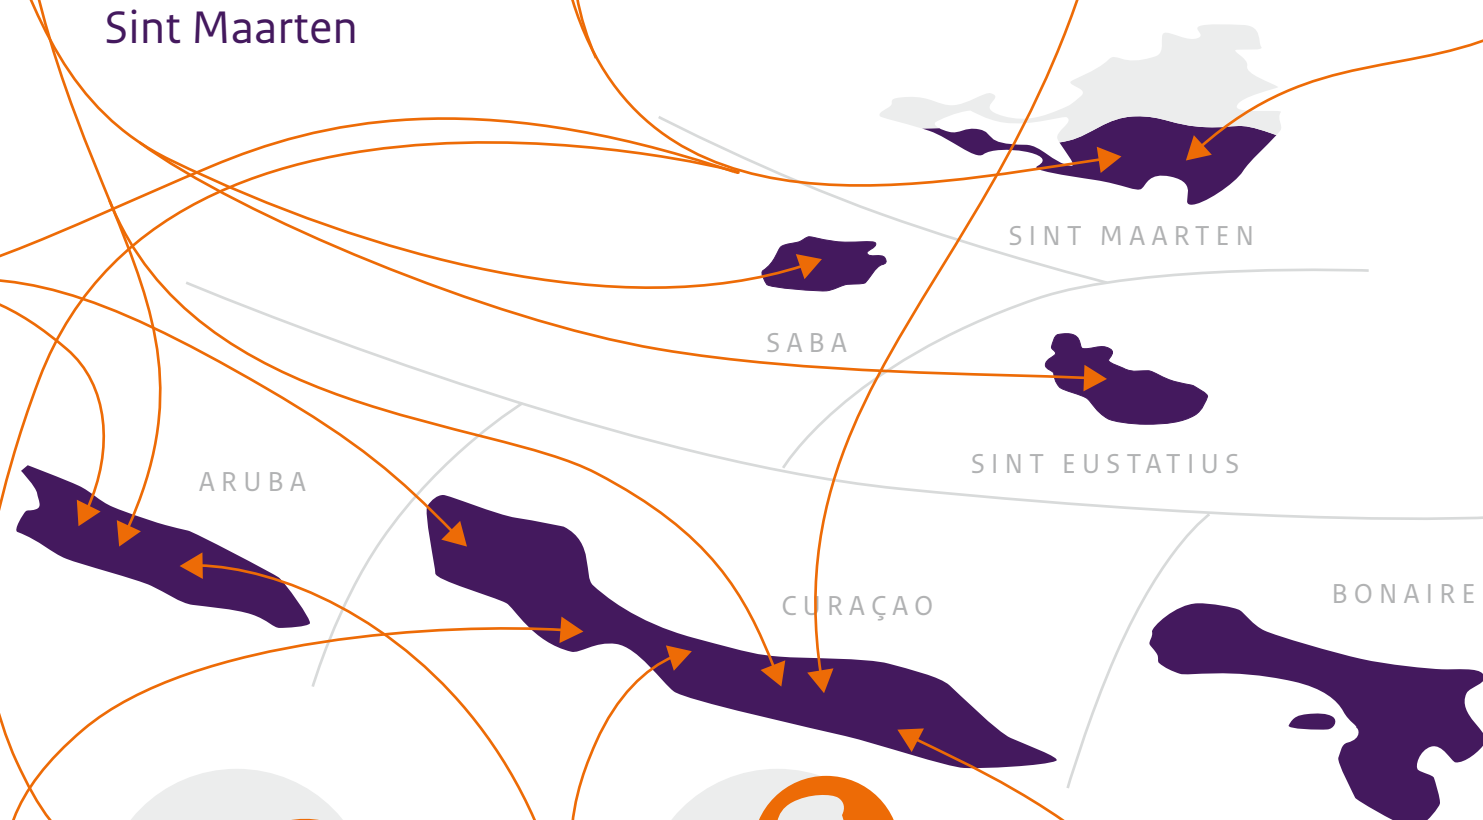 Sint Maarten
SINT MAARTEN
SABA
SINT EUSTATIUS
ARUBA
CURAÇAO
BONAIRE